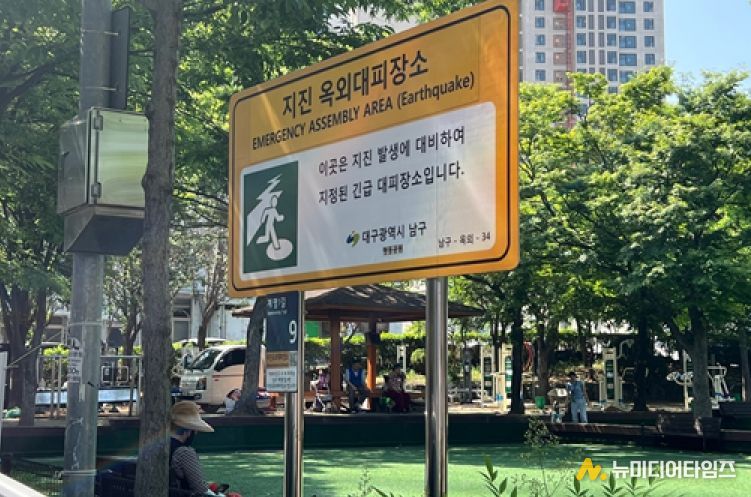 지진 옥외대피장소
EMERGENCY ASSEMBLY AREA (Earthquake)
이곳은 지진 발생에 대비하여
지정된 긴급 대피장소입니다.
대구광역시 남구
남구 - 옥외 - 34
9
뉴미디어타임즈